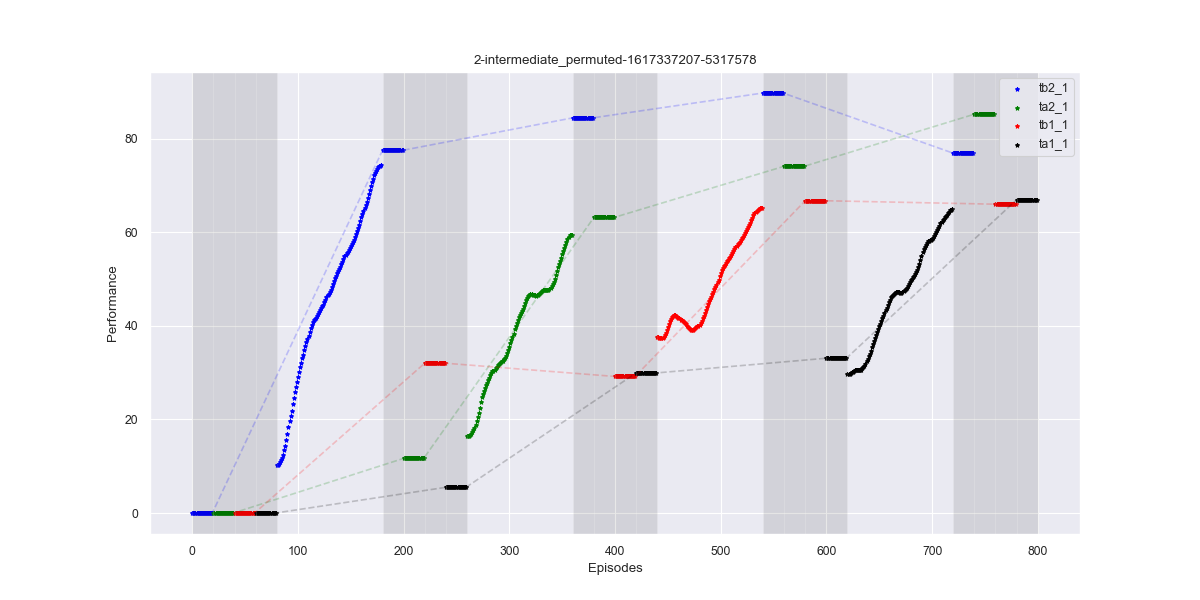 2-intermediate_permuted-1617337207-5317578
tb2_1
ta2_1
tb1_1
ta1_1
Performance
80
60
40
20
0
0 100 200 300 400 500 600 700 800
Episodes